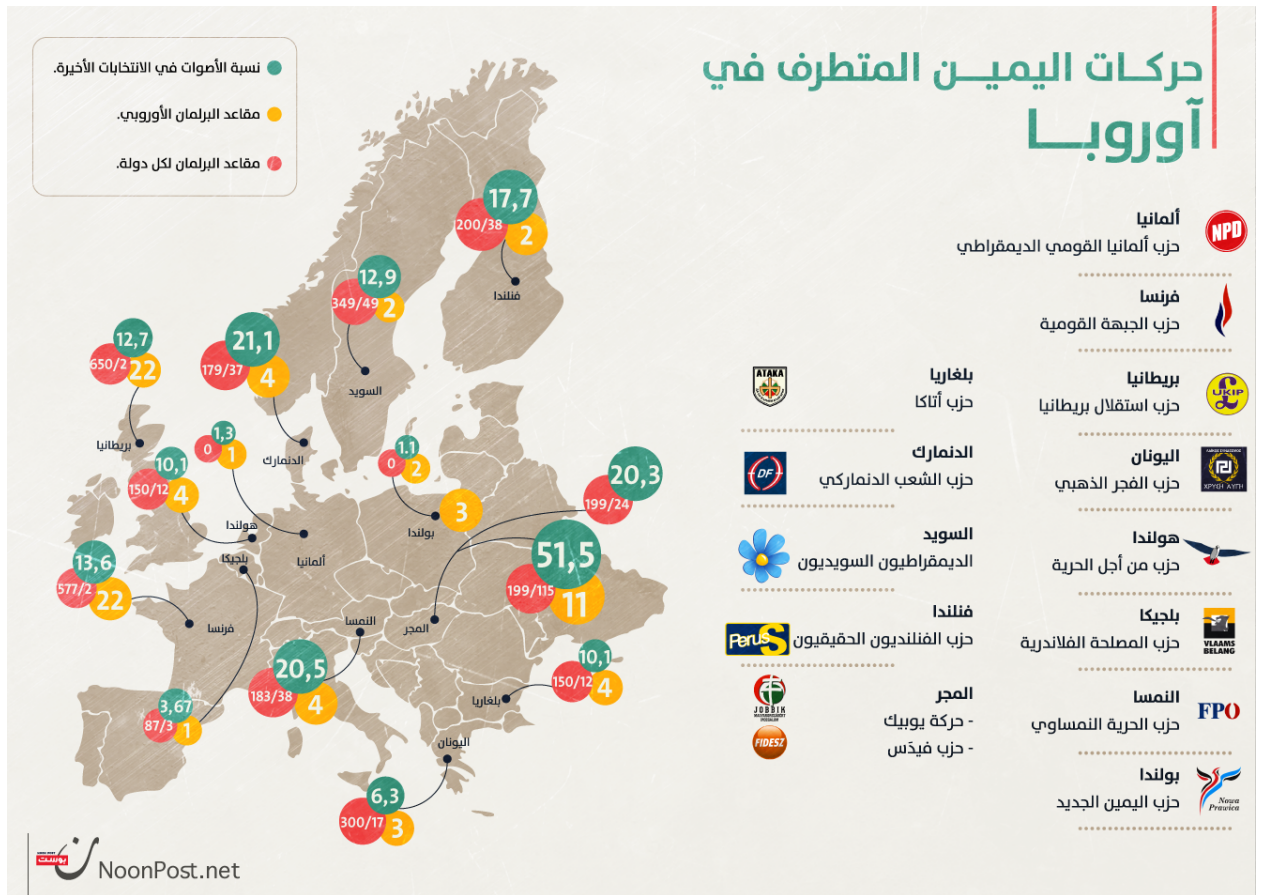 حركات اليمين المتطرف في
آوروبا
نسبة الأصوات في الانتخابات الأخيرة.
مقاعد البرلمان الأوروبي.
مقاعد البرلمان لكل دولة.
ألمانيا
حزب ألمانيا القومي الديمقراطي
NPD
فرنسا
حزب الجبهة القومية
بريطانيا
حزب استقلال بريطانيا
£
UKIP
اليونان
حزب الفجر الذهبي
ΧΡΥΣΗ ΑΥΓΗ
هولندا
حزب من أجل الحرية
بلجيكا
حزب المصلحة الفلاندرية
VLAAMS
BELANG
النمسا
حزب الحرية النمساوي
FPO
بولندا
حزب اليمين الجديد
Nowa
Prawica
بلغاريا
حزب أتاكا
ATAKA
الدنمارك
حزب الشعب الدنماركي
DF
السويد
الديمقراطيون السويديون
فنلندا
حزب الفنلنديون الحقيقيون
PerusS
المجر
- حركة يوبيك
- حزب فيدَس
JOBBIK
FIDESZ
17,7
200/38
2
فنلندا
12,9
349/49
2
السويد
21,1
179/37
4
الدنمارك
12,7
650/2
22
بريطانيا
1,3
0
1
ألمانيا
10,1
150/12
4
هولندا
1.1
0
2
بولندا
20,3
199/24
3
51,5
199/115
11
المجر
13,6
577/2
22
فرنسا
بلجيكا
3,67
87/3
1
النمسا
20,5
183/38
4
10,1
150/12
4
بلغاريا
اليونان
6,3
300/17
3
ن بوست
NoonPost.net